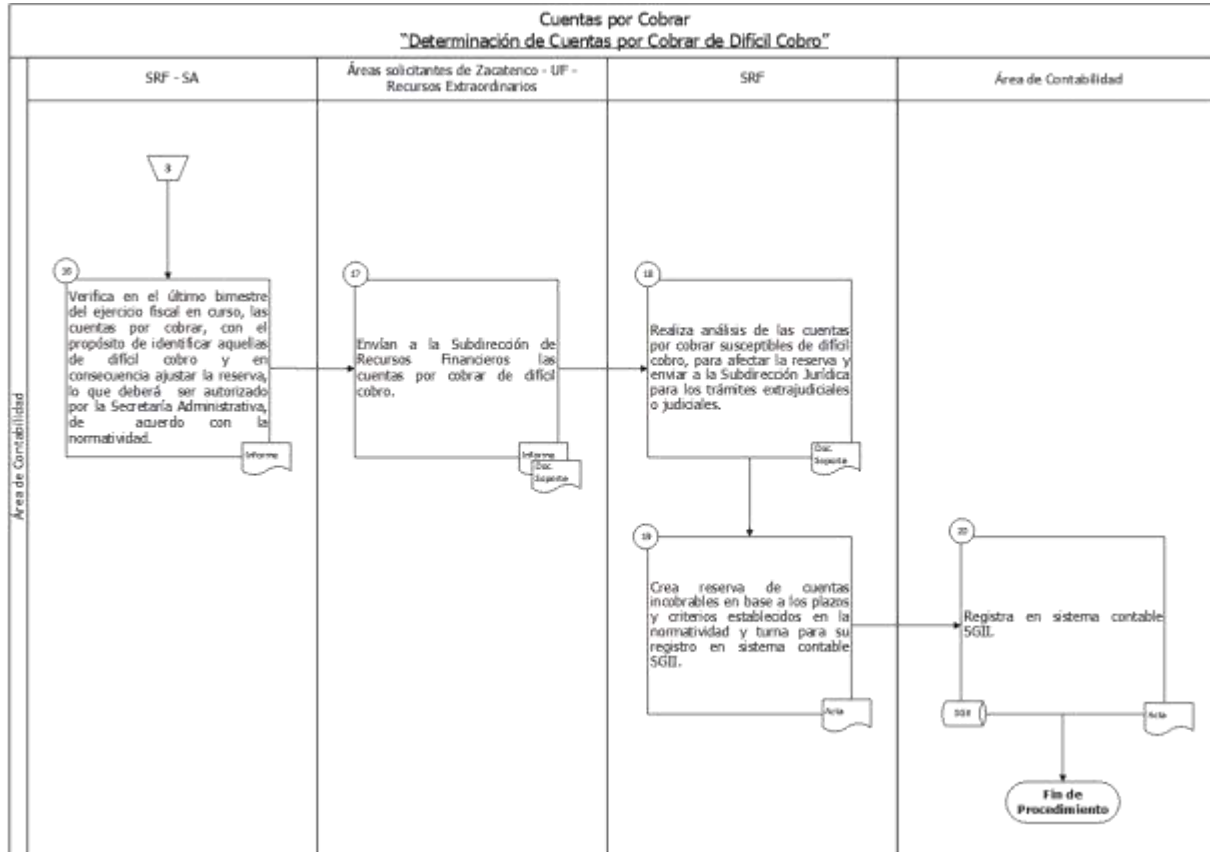 Cuentas por Cobrar
"Determinación de Cuentas por Cobrar de Difícil Cobro"
SRF - SA
Áreas solicitantes de Zacatenco - UF -
Recursos Extraordinarios
SRF
Área de Contabilidad
Área de Contabilidad
3
16
Verifica en el último bimestre
del ejercicio fiscal en curso, las
cuentas por cobrar, con el
propósito de identificar aquellas
de difícil cobro y en
consecuencia ajustar la reserva,
lo que deberá ser autorizado
por la Secretaría Administrativa,
de acuerdo con la
normatividad.
Informe
17
Envían a la Subdirección de
Recursos Financieros las
cuentas por cobrar de difícil
cobro.
Informe
Doc.
Soporte
18
Realiza análisis de las cuentas
por cobrar susceptibles de difícil
cobro, para afectar la reserva y
enviar a la Subdirección Jurídica
para los trámites extrajudiciales
o judiciales.
Doc.
Soporte
19
Crea reserva de cuentas
incobrables en base a los plazos
y criterios establecidos en la
normatividad y turna para su
registro en sistema contable
SGII.
Acta
20
Registra en sistema contable
SGII.
SGII
Acta
Fin de
Procedimiento